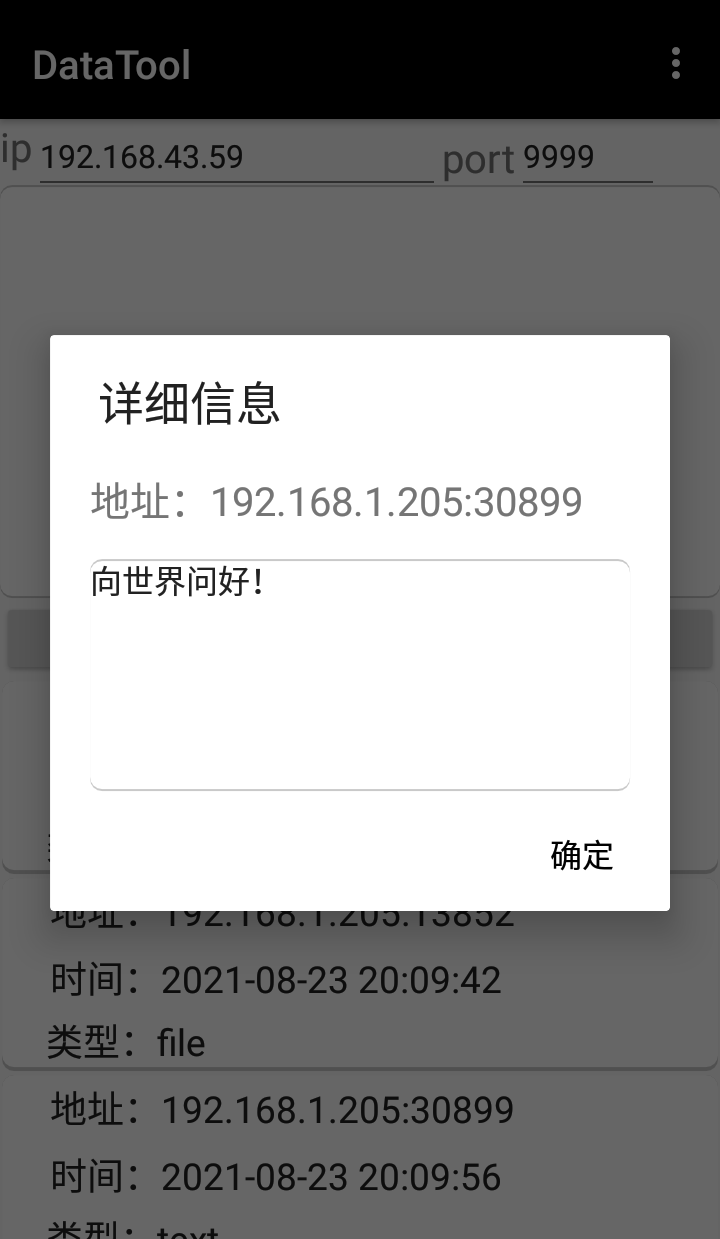 DataTool
ip 192.168.43.59 port 9999
详细信息
地址：192.168.1.205:30899
向世界问好！
确定
地址：192.168.1.205:13852
时间：2021-08-23 20:09:42
类型：file
地址：192.168.1.205:30899
时间：2021-08-23 20:09:56
类型：text